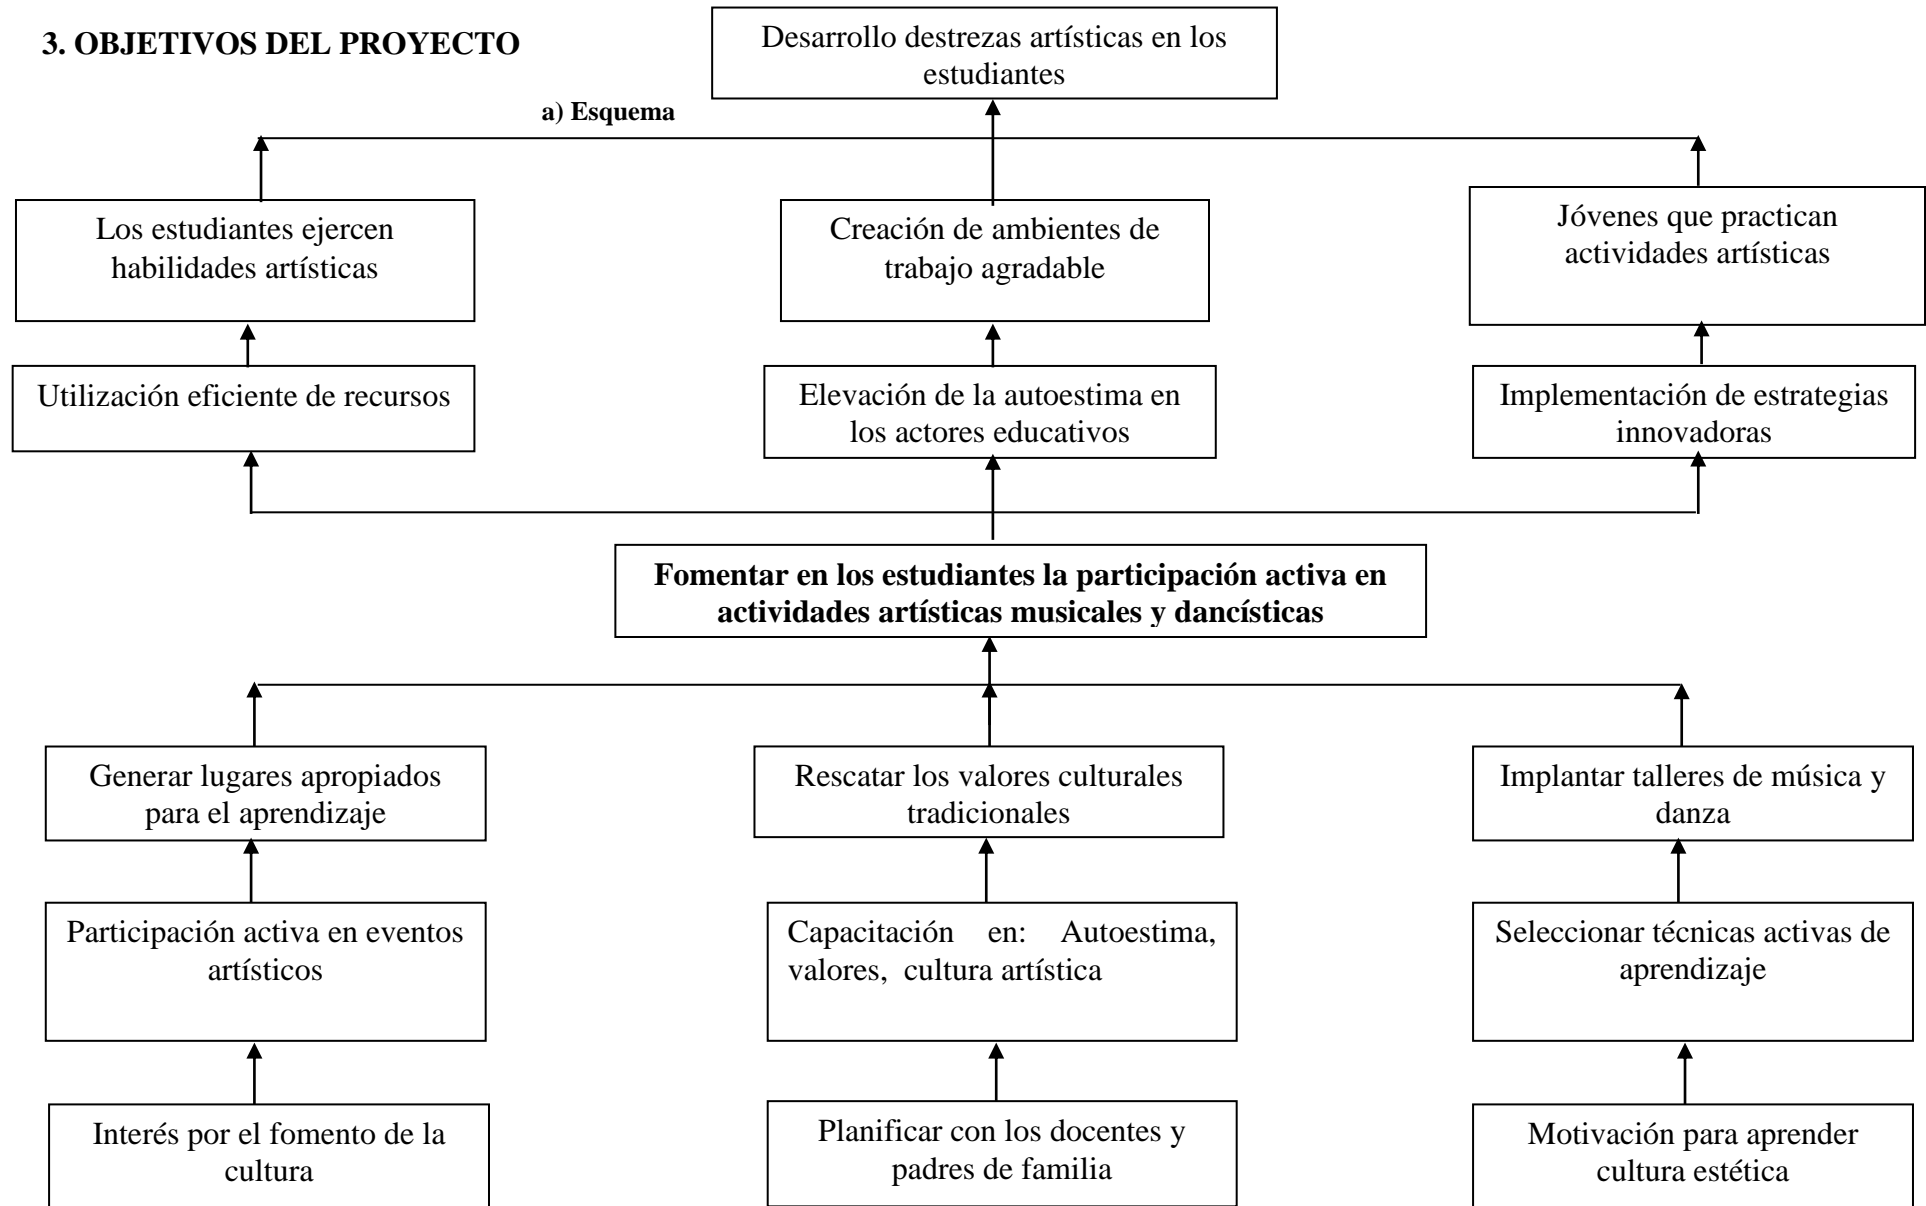 3. OBJETIVOS DEL PROYECTO
Desarrollo destrezas artísticas en los
estudiantes
a) Esquema
Los estudiantes ejercen
habilidades artísticas
Creación de ambientes de
trabajo agradable
Jóvenes que practican
actividades artísticas
Utilización eficiente de recursos
Elevación de la autoestima en
los actores educativos
Implementación de estrategias
innovadoras
Fomentar en los estudiantes la participación activa en
actividades artísticas musicales y dancísticas
Generar lugares apropiados
para el aprendizaje
Rescatar los valores culturales
tradicionales
Implantar talleres de música y
danza
Participación activa en eventos
artísticos
Capacitación en: Autoestima,
valores, cultura artística
Seleccionar técnicas activas de
aprendizaje
Interés por el fomento de la
cultura
Planificar con los docentes y
padres de familia
Motivación para aprender
cultura estética